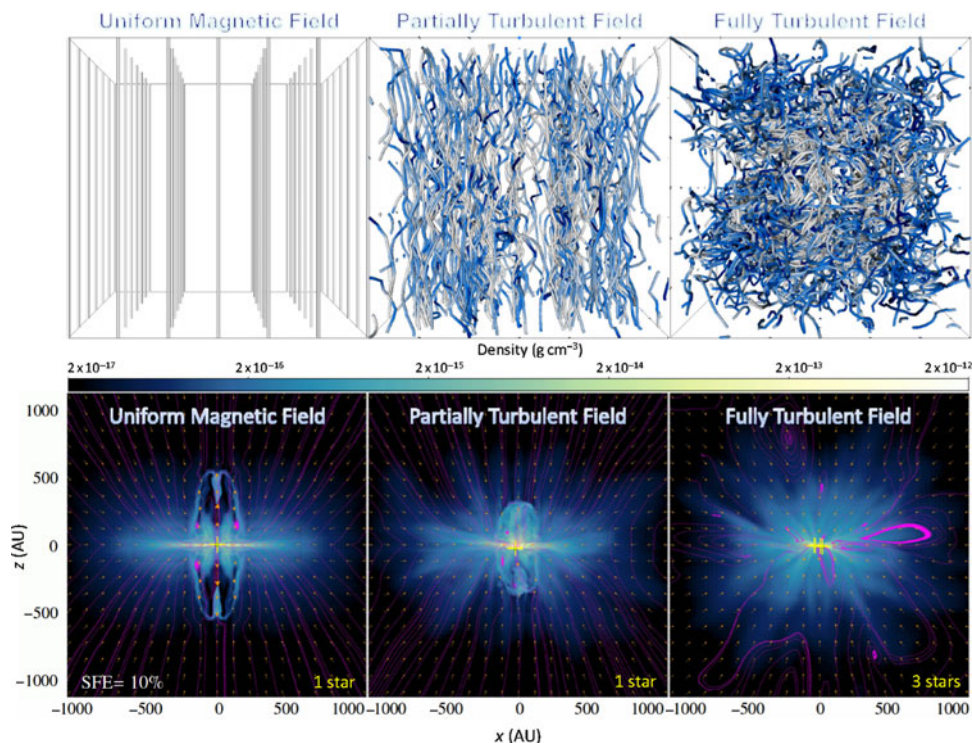 Uniform Magnetic Field Partially Turbulent Field Fully Turbulent Field
Density (g cm⁻³)
2 × 10⁻¹⁷ 2 × 10⁻¹⁶ 2 × 10⁻¹⁵ 2 × 10⁻¹⁴ 2 × 10⁻¹³ 2 × 10⁻¹²
Uniform Magnetic Field Partially Turbulent Field Fully Turbulent Field
1000
500
0
−500
−1000
z (AU)
SFE= 10% 1 star 1 star 3 stars
−1000 −500 0 500 1000 −500 0 500 1000 −500 0 500 1000
x (AU)